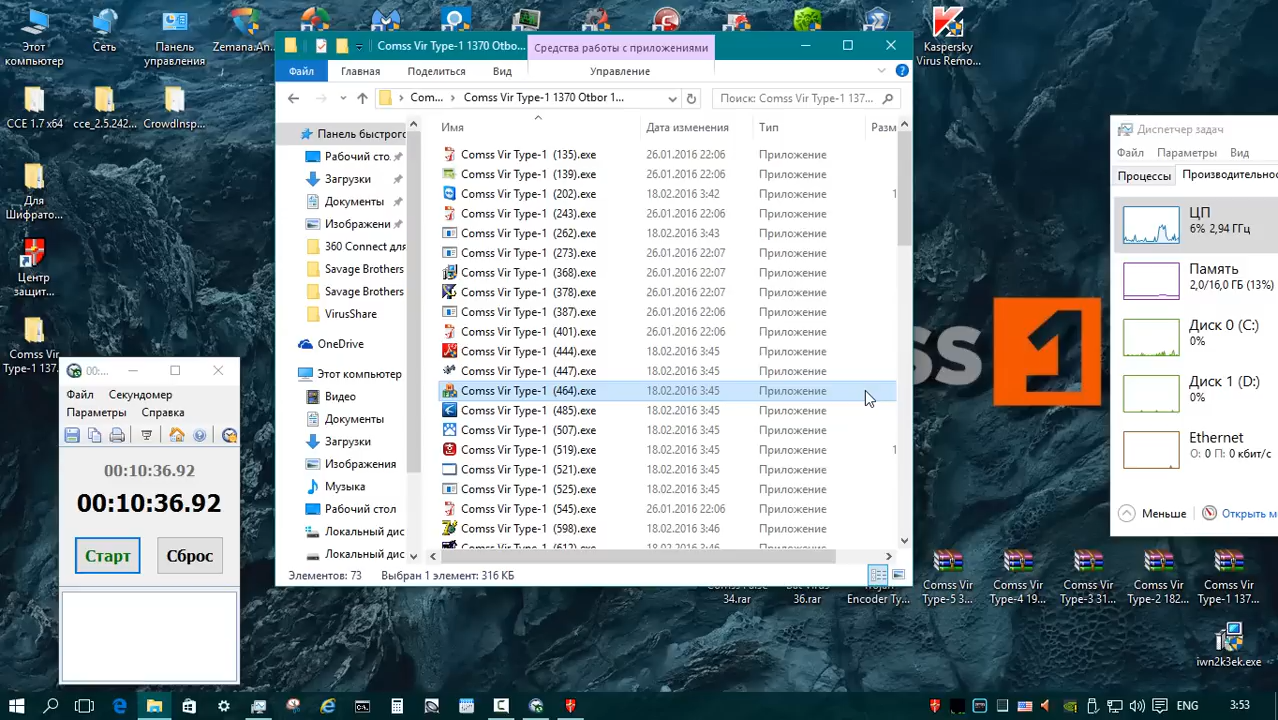 Этот
компьютер
Сеть
Панель
управления
Zemana.An...
Kaspersky
Virus Remo...
CCE 1.7 x64
cce_2.5.242...
CrowdInsp...
Для
Шифрато...
Центр
защит...
Comss Vir
Type-1 137...
Comss Vir Type-1 1370 Otbo...
Средства работы с приложениями
Файл
Главная
Поделиться
Вид
Управление
Com...
Comss Vir Type-1 1370 Otbor 1...
Поиск: Comss Vir Type-1 137...
Панель быстрого
Рабочий сто.
Загрузки
Документы
Изображени
360 Connect для
Savage Brothers
Savage Brothers
VirusShare
OneDrive
Этот компьютер
Видео
Документы
Загрузки
Изображения
Музыка
Рабочий стол
Локальный дис
Локальный дис
Имя
Дата изменения
Тип
Разм
Comss Vir Type-1 (135).exe 26.01.2016 22:06 Приложение
Comss Vir Type-1 (139).exe 26.01.2016 22:06 Приложение
Comss Vir Type-1 (202).exe 18.02.2016 3:42 Приложение 1
Comss Vir Type-1 (243).exe 26.01.2016 22:06 Приложение
Comss Vir Type-1 (262).exe 18.02.2016 3:43 Приложение
Comss Vir Type-1 (273).exe 26.01.2016 22:07 Приложение
Comss Vir Type-1 (368).exe 26.01.2016 22:07 Приложение
Comss Vir Type-1 (378).exe 26.01.2016 22:07 Приложение
Comss Vir Type-1 (387).exe 26.01.2016 22:06 Приложение
Comss Vir Type-1 (401).exe 26.01.2016 22:06 Приложение
Comss Vir Type-1 (444).exe 18.02.2016 3:45 Приложение
Comss Vir Type-1 (447).exe 18.02.2016 3:45 Приложение
Comss Vir Type-1 (464).exe 18.02.2016 3:45 Приложение
Comss Vir Type-1 (485).exe 18.02.2016 3:45 Приложение
Comss Vir Type-1 (507).exe 18.02.2016 3:45 Приложение
Comss Vir Type-1 (519).exe 18.02.2016 3:45 Приложение 1
Comss Vir Type-1 (521).exe 18.02.2016 3:45 Приложение
Comss Vir Type-1 (525).exe 18.02.2016 3:45 Приложение
Comss Vir Type-1 (545).exe 26.01.2016 22:06 Приложение
Comss Vir Type-1 (598).exe 18.02.2016 3:46 Приложение
Comss Vir Type-1 (612).exe 18.02.2016 3:46 Приложение
Элементов: 73
Выбран 1 элемент: 316 КБ
00:...
Файл
Секундомер
Параметры
Справка
00:10:36.92
00:10:36.92
Старт
Сброс
Диспетчер задач
Файл
Параметры
Вид
Процессы
Производительнос
ЦП
6% 2,94 ГГц
Память
2,0/16,0 ГБ (13%)
Диск 0 (C:)
0%
Диск 1 (D:)
0%
Ethernet
О: 0 П: 0 кбит/с
Меньше
Открыть м
ss 1
34.rar
36.rar
Encoder Ty...
Comss Vir
Type-5 3...
Comss Vir
Type-4 19...
Comss Vir
Type-3 31...
Comss Vir
Type-2 182...
Comss Vir
Type-1 137...
iwn2k3ek.exe
3:53